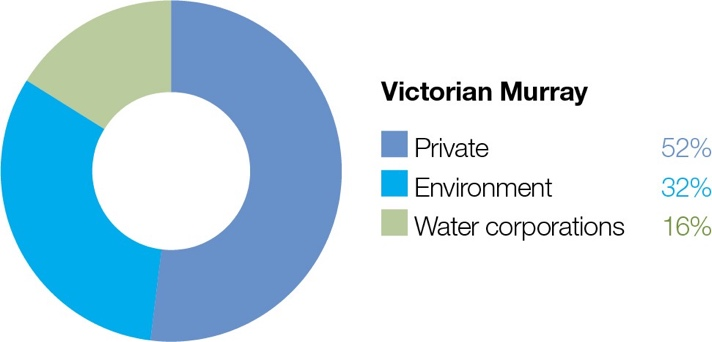 Victorian Murray
Private 52%
Environment 32%
Water corporations 16%